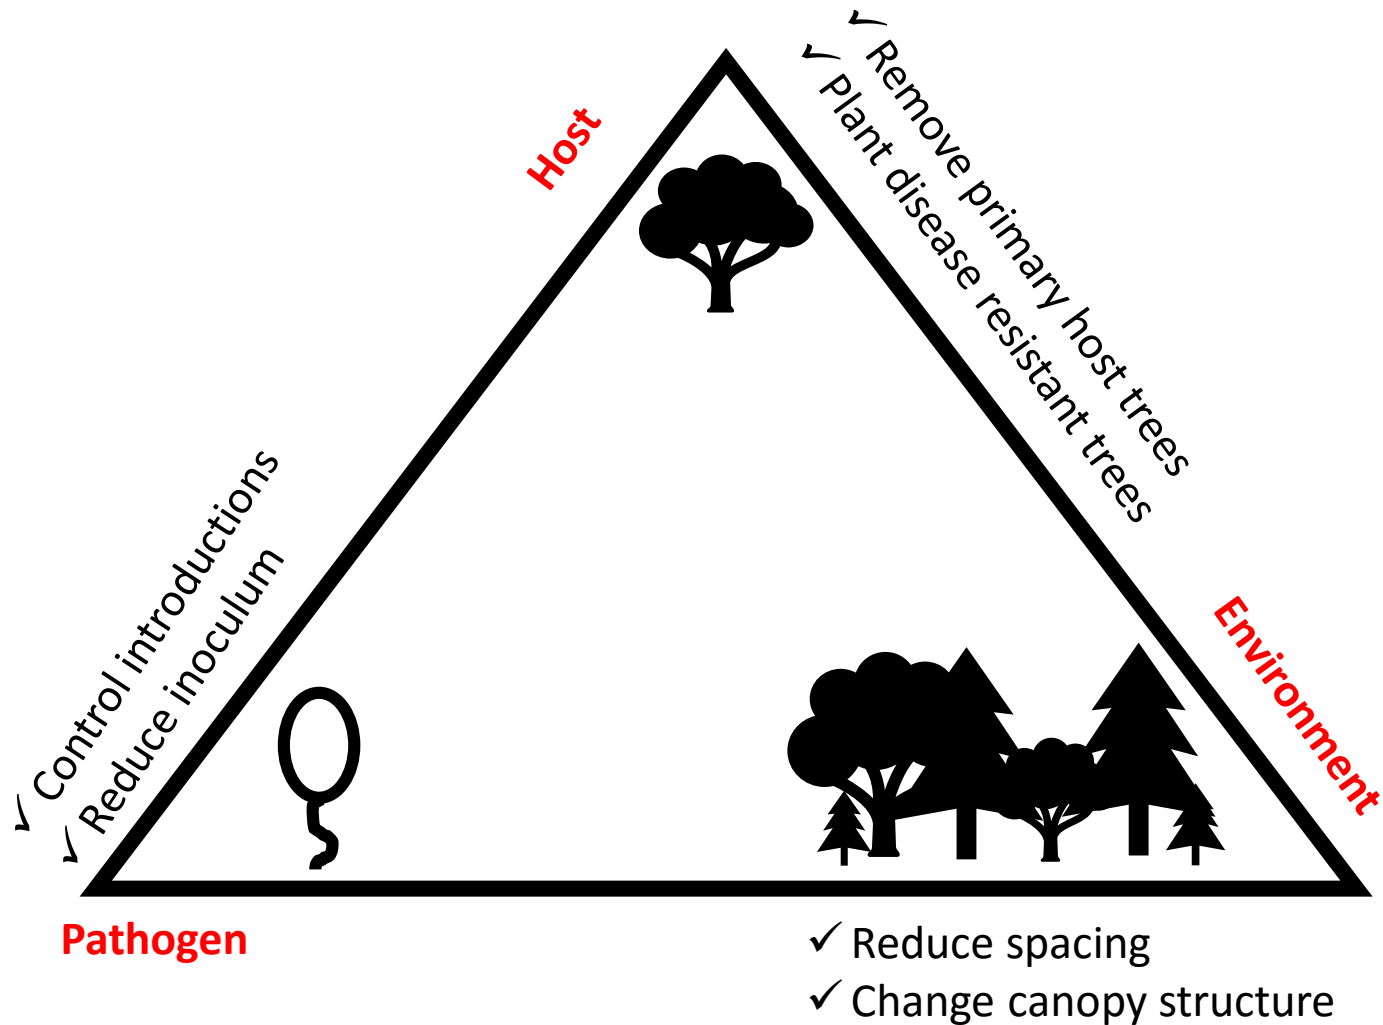 Host
✓ Remove primary host trees
✓ Plant disease resistant trees
✓ Control introductions
✓ Reduce inoculum
Environment
Pathogen
✓ Reduce spacing
✓ Change canopy structure